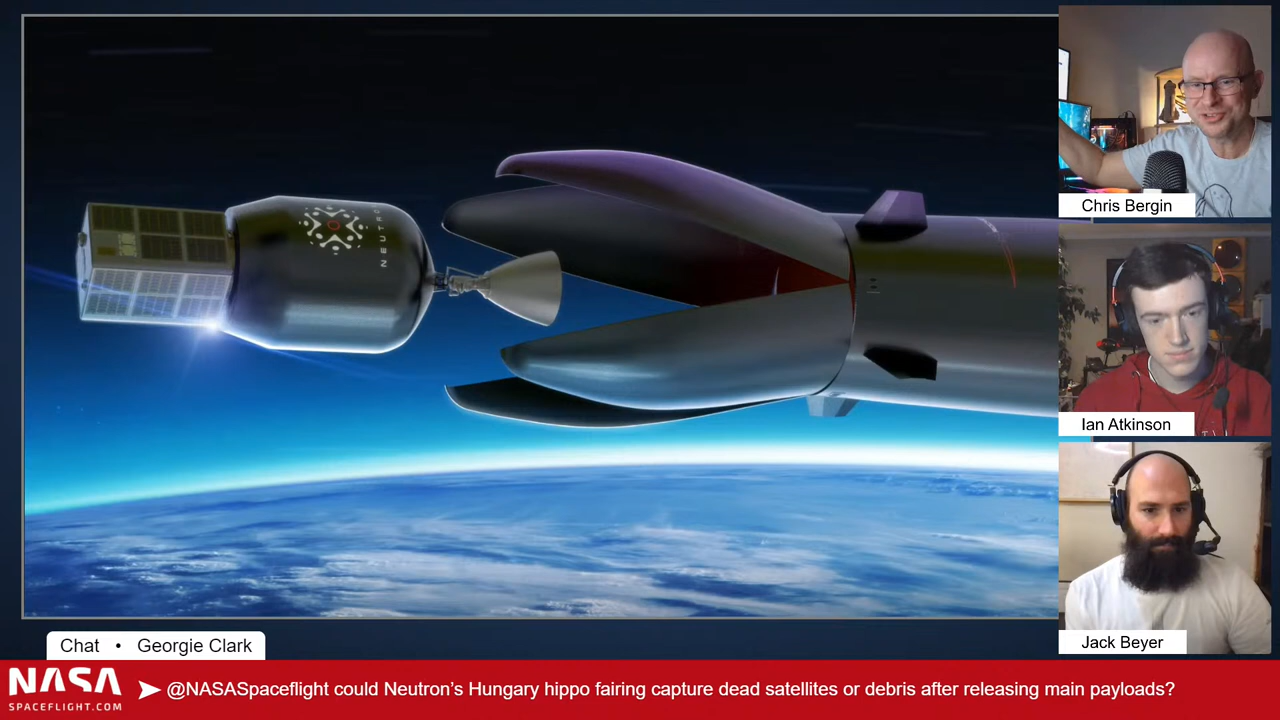 NEUTRON
Chris Bergin
Ian Atkinson
Jack Beyer
Chat • Georgie Clark
NASA
SPACEFLIGHT.COM
@NASASpaceflight could Neutron's Hungary hippo fairing capture dead satellites or debris after releasing main payloads?